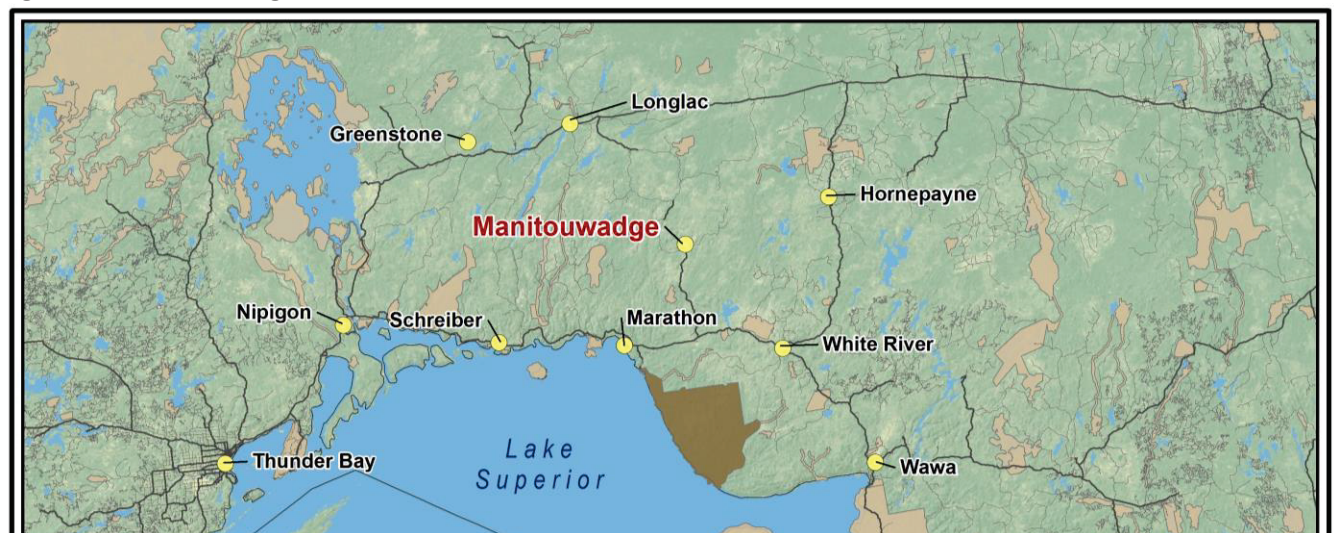 Longlac
Greenstone
Hornepayne
Manitouwadge
Nipigon
Schreiber
Marathon
White River
Lake
Superior
Thunder Bay
Wawa